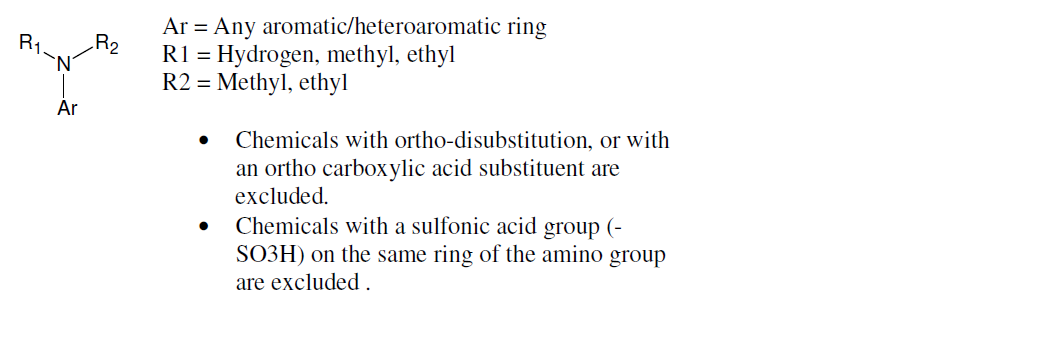 R1 R2
N
Ar
Ar = Any aromatic/heteroaromatic ring
R1 = Hydrogen, methyl, ethyl
R2 = Methyl, ethyl
• Chemicals with ortho-disubstitution, or with
an ortho carboxylic acid substituent are
excluded.
• Chemicals with a sulfonic acid group (-
SO3H) on the same ring of the amino group
are excluded .